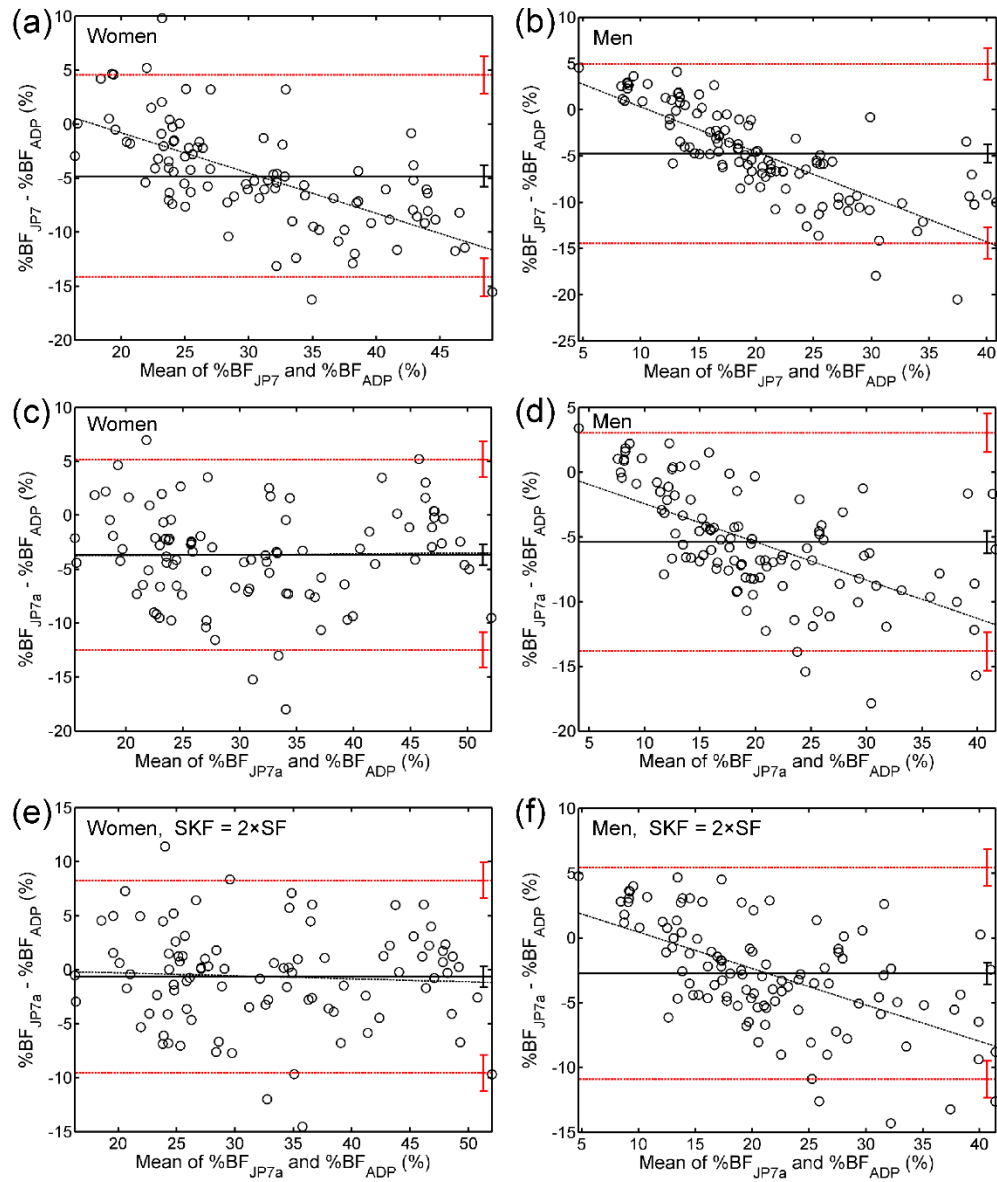 (a)
Women
10
5
0
-5
-10
-15
-20
%BF_JP7 - %BF_ADP (%)
20 25 30 35 40 45
Mean of %BF_JP7 and %BF_ADP (%)
(b)
Men
10
5
0
-5
-10
-15
-20
-25
%BF_JP7 - %BF_ADP (%)
5 10 15 20 25 30 35 40
Mean of %BF_JP7 and %BF_ADP (%)
(c)
Women
10
5
0
-5
-10
-15
-20
%BF_JP7a - %BF_ADP (%)
20 25 30 35 40 45 50
Mean of %BF_JP7a and %BF_ADP (%)
(d)
Men
5
0
-5
-10
-15
-20
%BF_JP7a - %BF_ADP (%)
5 10 15 20 25 30 35 40
Mean of %BF_JP7a and %BF_ADP (%)
(e)
Women, SKF = 2×SF
15
10
5
0
-5
-10
-15
%BF_JP7a - %BF_ADP (%)
20 25 30 35 40 45 50
Mean of %BF_JP7a and %BF_ADP (%)
(f)
Men, SKF = 2×SF
10
5
0
-5
-10
-15
%BF_JP7a - %BF_ADP (%)
5 10 15 20 25 30 35 40
Mean of %BF_JP7a and %BF_ADP (%)